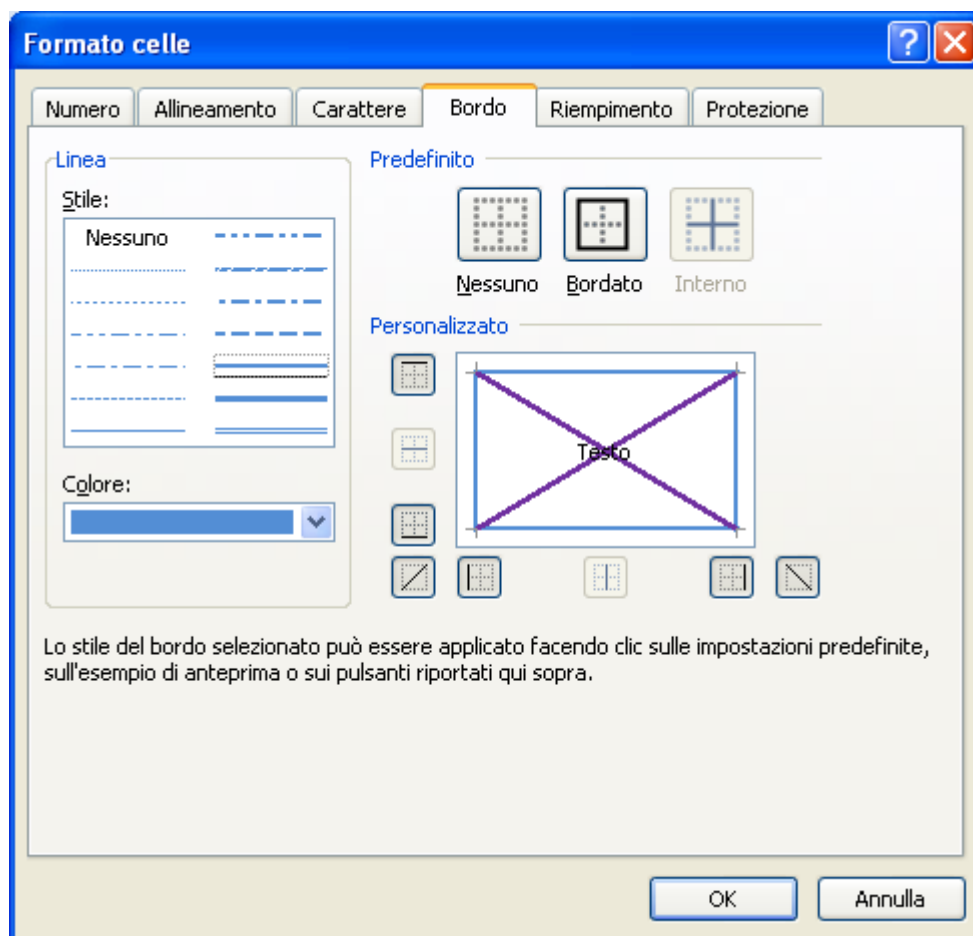 Formato celle
Numero Allineamento Carattere Bordo Riempimento Protezione
Linea
Stile:
Nessuno
Colore:
Predefinito
Nessuno Bordato Interno
Personalizzato
Testo
Lo stile del bordo selezionato può essere applicato facendo clic sulle impostazioni predefinite,
sull'esempio di anteprima o sui pulsanti riportati qui sopra.
OK Annulla